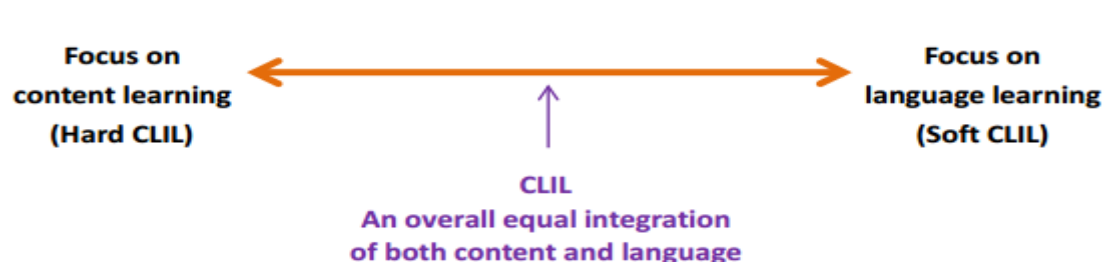 Focus on
content learning
(Hard CLIL)
Focus on
language learning
(Soft CLIL)
CLIL
An overall equal integration
of both content and language